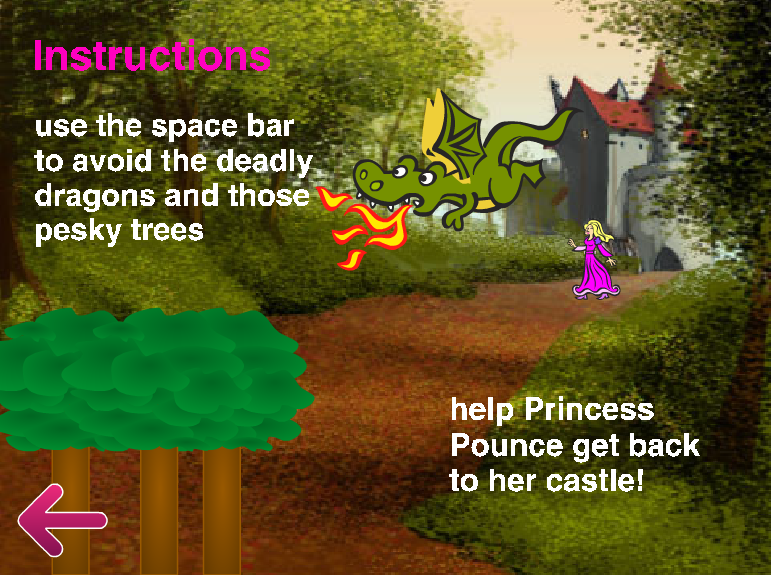 Instructions
use the space bar
to avoid the deadly
dragons and those
pesky trees
help Princess
Pounce get back
to her castle!